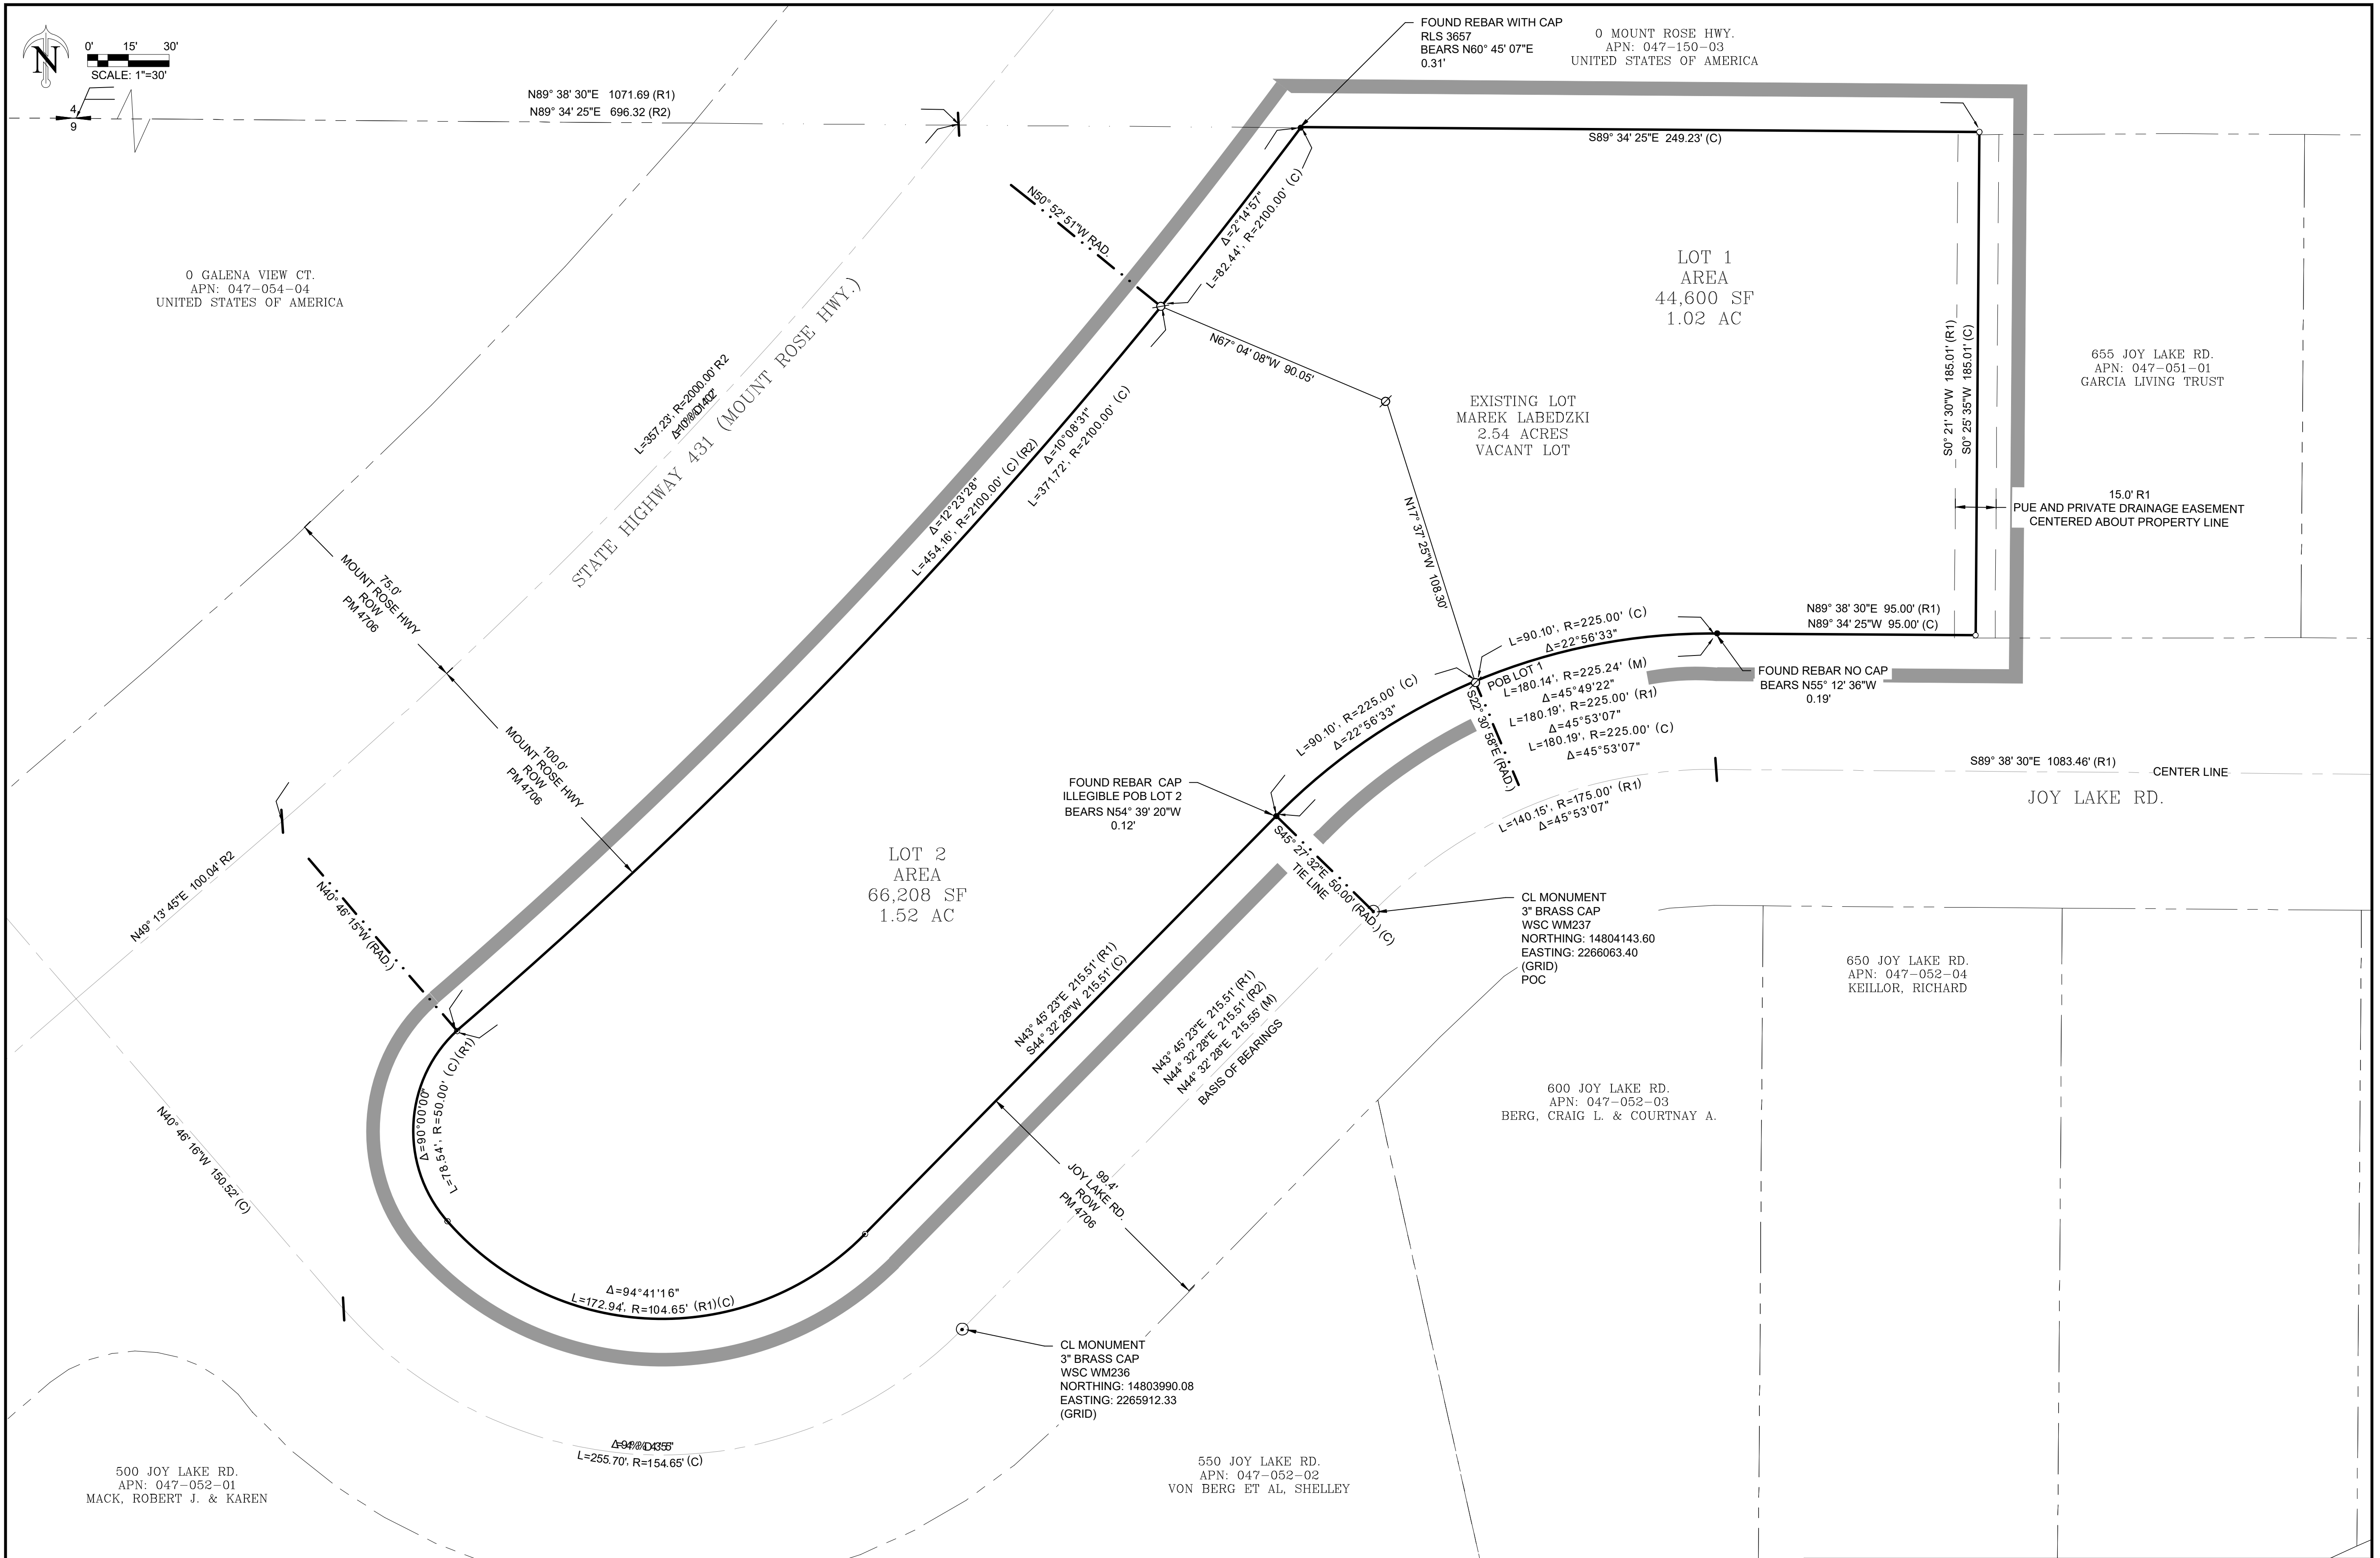 N
0' 15' 30'
SCALE: 1"=30'
4
9
N89° 38' 30"E 1071.69 (R1)
N89° 34' 25"E 696.32 (R2)
FOUND REBAR WITH CAP
RLS 3657
BEARS N60° 45' 07"E
0.31'
0 MOUNT ROSE HWY.
APN: 047-150-03
UNITED STATES OF AMERICA
S89° 34' 25"E 249.23' (C)
N50° 52' 51"W RAD.
Δ=2°14'57"
L=82.44', R=2100.00' (C)
0 GALENA VIEW CT.
APN: 047-054-04
UNITED STATES OF AMERICA
LOT 1
AREA
44,600 SF
1.02 AC
S0° 21' 30"W 185.01' (R1)
S0° 25' 35"W 185.01' (C)
655 JOY LAKE RD.
APN: 047-051-01
GARCIA LIVING TRUST
N67° 04' 08"W 90.05'
L=357.23', R=2000.00' R2
STATE HIGHWAY 431 (MOUNT ROSE HWY.)
EXISTING LOT
MAREK LABEDZKI
2.54 ACRES
VACANT LOT
Δ=10°08'31"
L=371.72', R=2100.00' (C)
Δ=12°23'28"
L=454.16', R=2100.00' (C) (R2)
15.0' R1
PUE AND PRIVATE DRAINAGE EASEMENT
CENTERED ABOUT PROPERTY LINE
N17° 37' 25"W 108.30'
75.0'
MOUNT ROSE HWY
ROW
PM 4706
100.0'
MOUNT ROSE HWY
ROW
PM 4706
N89° 38' 30"E 95.00' (R1)
N89° 34' 25"W 95.00' (C)
L=90.10', R=225.00' (C)
Δ=22°56'33"
POB LOT 1
L=180.14', R=225.24' (M)
Δ=45°49'22"
L=180.19', R=225.00' (R1)
Δ=45°53'07"
L=180.19', R=225.00' (C)
Δ=45°53'07"
FOUND REBAR NO CAP
BEARS N55° 12' 36"W
0.19'
L=90.10', R=225.00' (C)
Δ=22°56'33"
S22° 30' 58"E (RAD.)
S89° 38' 30"E 1083.46' (R1)
CENTER LINE
JOY LAKE RD.
L=140.15', R=175.00' (R1)
Δ=45°53'07"
FOUND REBAR CAP
ILLEGIBLE POB LOT 2
BEARS N54° 39' 20"W
0.12'
S45° 27' 32"E 50.00' (RAD.) (C)
TIE LINE
LOT 2
AREA
66,208 SF
1.52 AC
N49° 13' 45"E 100.04' R2
N40° 46' 15"W (RAD.)
CL MONUMENT
3" BRASS CAP
WSC WM237
NORTHING: 14804143.60
EASTING: 2266063.40
(GRID)
POC
650 JOY LAKE RD.
APN: 047-052-04
KEILLOR, RICHARD
N43° 45' 23"E 215.51' (R1)
S44° 32' 28"W 215.51' (C)
N43° 45' 23"E 215.51' (R1)
N44° 32' 28"E 215.51' (R2)
N44° 32' 28"E 215.55' (M)
BASIS OF BEARINGS
600 JOY LAKE RD.
APN: 047-052-03
BERG, CRAIG L. & COURTNAY A.
Δ=90°00'00"
L=78.54', R=50.00' (C)(R1)
N40° 46' 16"W 150.52' (C)
99.4'
JOY LAKE RD.
ROW
PM 4706
Δ=94°41'16"
L=172.94', R=104.65' (R1)(C)
CL MONUMENT
3" BRASS CAP
WSC WM236
NORTHING: 14803990.08
EASTING: 2265912.33
(GRID)
L=255.70', R=154.65' (C)
500 JOY LAKE RD.
APN: 047-052-01
MACK, ROBERT J. & KAREN
550 JOY LAKE RD.
APN: 047-052-02
VON BERG ET AL, SHELLEY